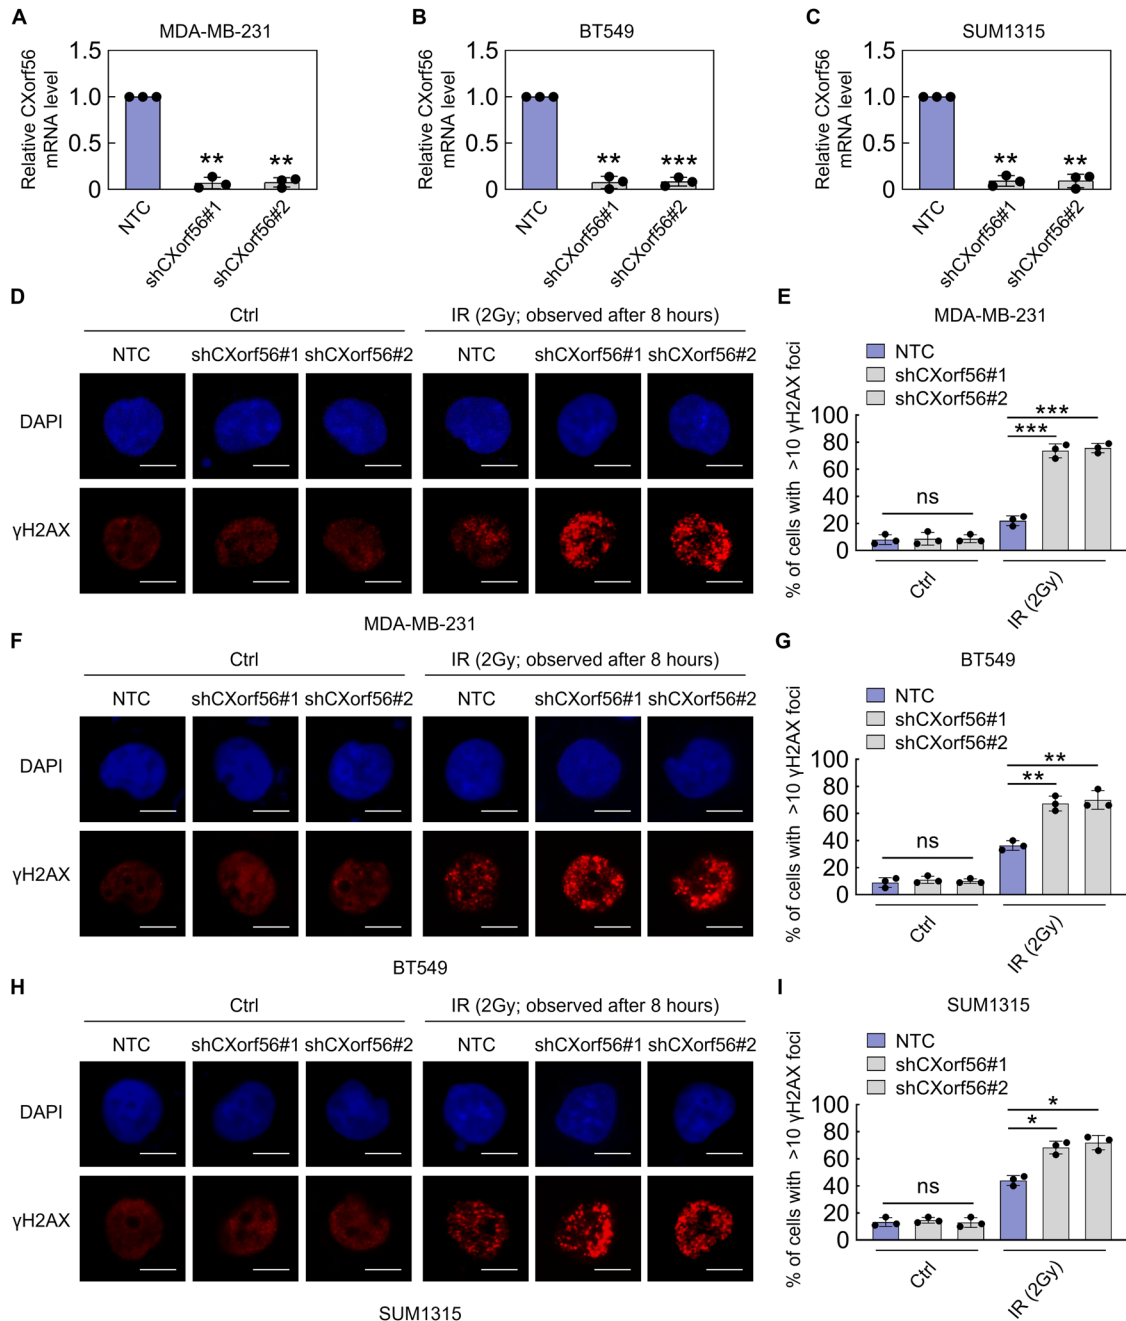 A
MDA-MB-231
Relative CXorf56
mRNA level
1.5
1.0
0.5
0
**
**
NTC
shCXorf56#1
shCXorf56#2
B
BT549
Relative CXorf56
mRNA level
1.5
1.0
0.5
0
**
***
NTC
shCXorf56#1
shCXorf56#2
C
SUM1315
Relative CXorf56
mRNA level
1.5
1.0
0.5
0
**
**
NTC
shCXorf56#1
shCXorf56#2
D
Ctrl
IR (2Gy; observed after 8 hours)
NTC shCXorf56#1 shCXorf56#2 NTC shCXorf56#1 shCXorf56#2
DAPI
γH2AX
MDA-MB-231
E
MDA-MB-231
NTC
shCXorf56#1
shCXorf56#2
% of cells with >10 γH2AX foci
100
80
60
40
20
0
ns
***
***
Ctrl
IR (2Gy)
F
Ctrl
IR (2Gy; observed after 8 hours)
NTC shCXorf56#1 shCXorf56#2 NTC shCXorf56#1 shCXorf56#2
DAPI
γH2AX
BT549
G
BT549
NTC
shCXorf56#1
shCXorf56#2
% of cells with >10 γH2AX foci
100
80
60
40
20
0
ns
**
**
Ctrl
IR (2Gy)
H
Ctrl
IR (2Gy; observed after 8 hours)
NTC shCXorf56#1 shCXorf56#2 NTC shCXorf56#1 shCXorf56#2
DAPI
γH2AX
SUM1315
I
SUM1315
NTC
shCXorf56#1
shCXorf56#2
% of cells with >10 γH2AX foci
100
80
60
40
20
0
ns
*
*
Ctrl
IR (2Gy)